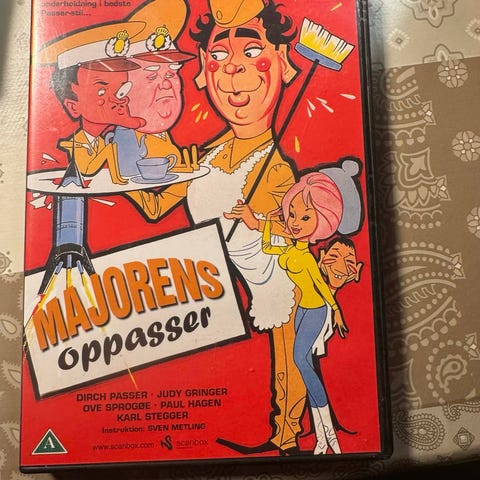 underholdning i bedste
Passer-stil...
MAJORENS
oppasser
DIRCH PASSER · JUDY GRINGER
OVE SPROGØE · PAUL HAGEN
KARL STEGGER
Instruktion: SVEN METLING
A
www.scanbox.com
scanbox